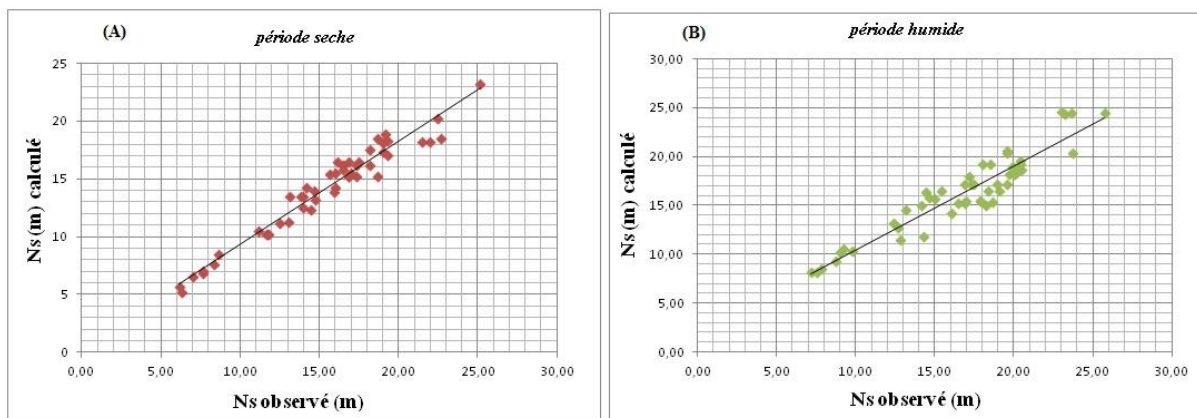 (A)
période seche
25
20
15
10
5
0
0,00 5,00 10,00 15,00 20,00 25,00 30,00
Ns (m) calculé
Ns observé (m)
(B)
période humide
30,00
25,00
20,00
15,00
10,00
5,00
0,00
0,00 5,00 10,00 15,00 20,00 25,00 30,00
Ns (m) calculé
Ns observé (m)